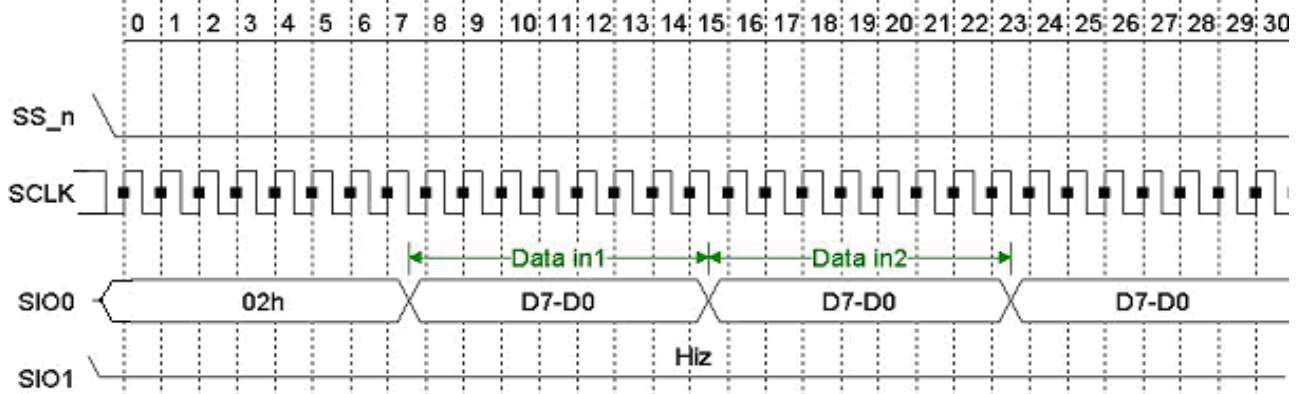 0 1 2 3 4 5 6 7 8 9 10 11 12 13 14 15 16 17 18 19 20 21 22 23 24 25 26 27 28 29 30
SS_n
SCLK
Data in1 Data in2
SIO0 02h D7-D0 D7-D0 D7-D0
Hiz
SIO1